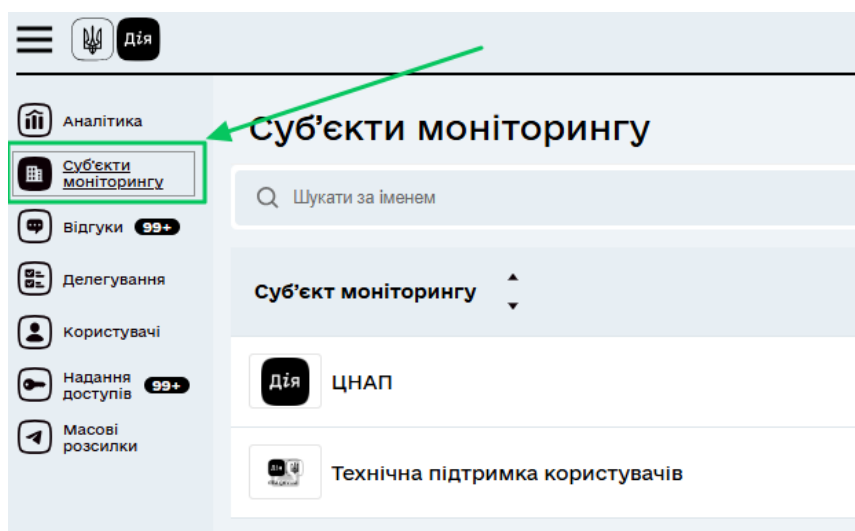 Дія
Аналітика
Суб'єкти
моніторингу
Відгуки 99+
Делегування
Користувачі
Надання
доступів 99+
Масові
розсилки
Суб’єкти моніторингу
Шукати за іменем
Суб’єкт моніторингу
Дія ЦНАП
Технічна підтримка користувачів